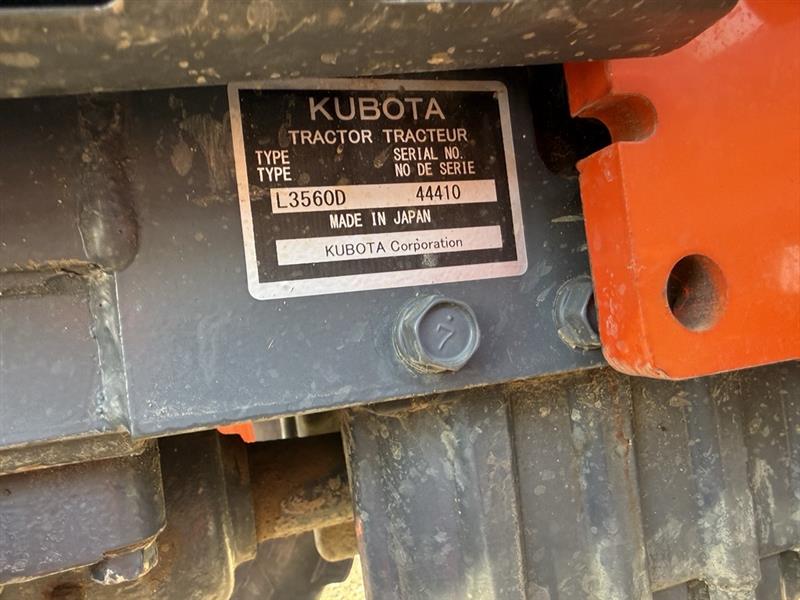 KUBOTA
TRACTOR TRACTEUR
TYPE SERIAL NO.
TYPE NO DE SERIE
L3560D 44410
MADE IN JAPAN
KUBOTA Corporation
7